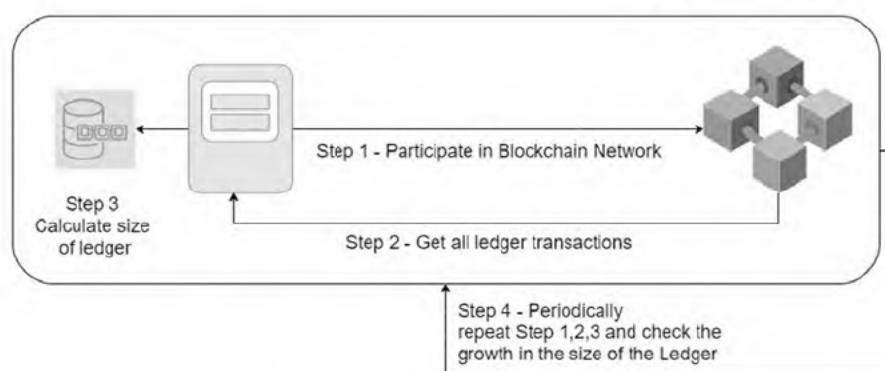 Step 1 - Participate in Blockchain Network
Step 3
Calculate size
of ledger
Step 2 - Get all ledger transactions
Step 4 - Periodically
repeat Step 1,2,3 and check the
growth in the size of the Ledger